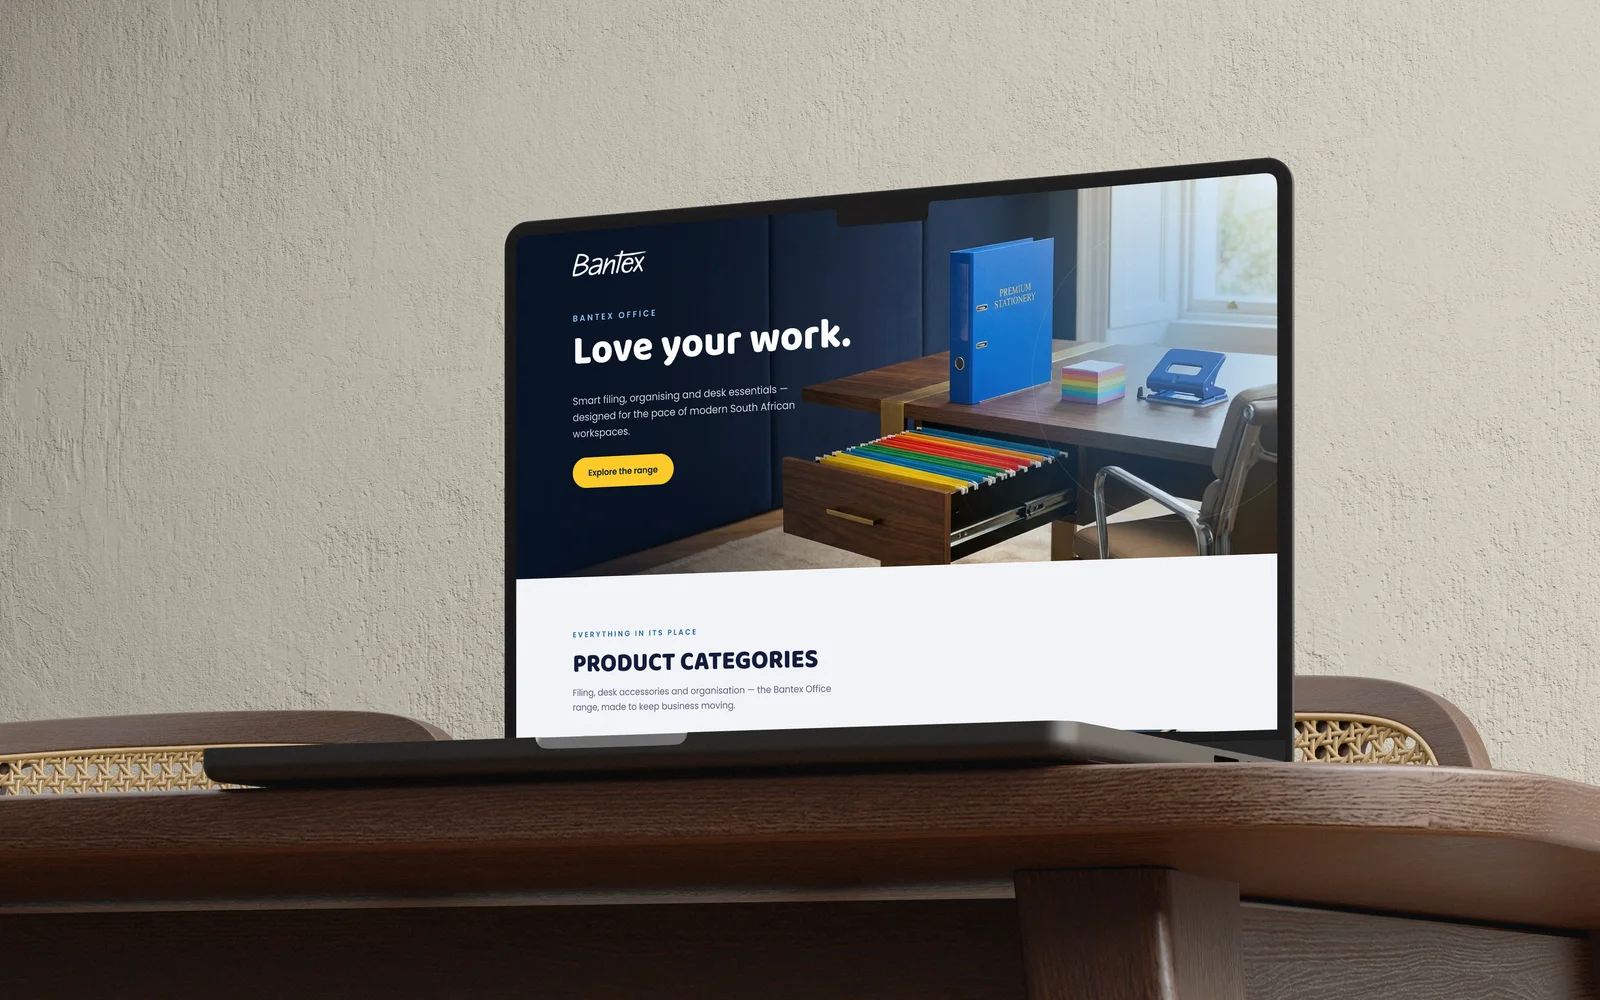 Bantex
BANTEX OFFICE
Love your work.
Smart filing, organising and desk essentials —
designed for the pace of modern South African
workspaces.
Explore the range
PREMIUM
STATIONERY
EVERYTHING IN ITS PLACE
PRODUCT CATEGORIES
Filing, desk accessories and organisation — the Bantex Office
range, made to keep business moving.